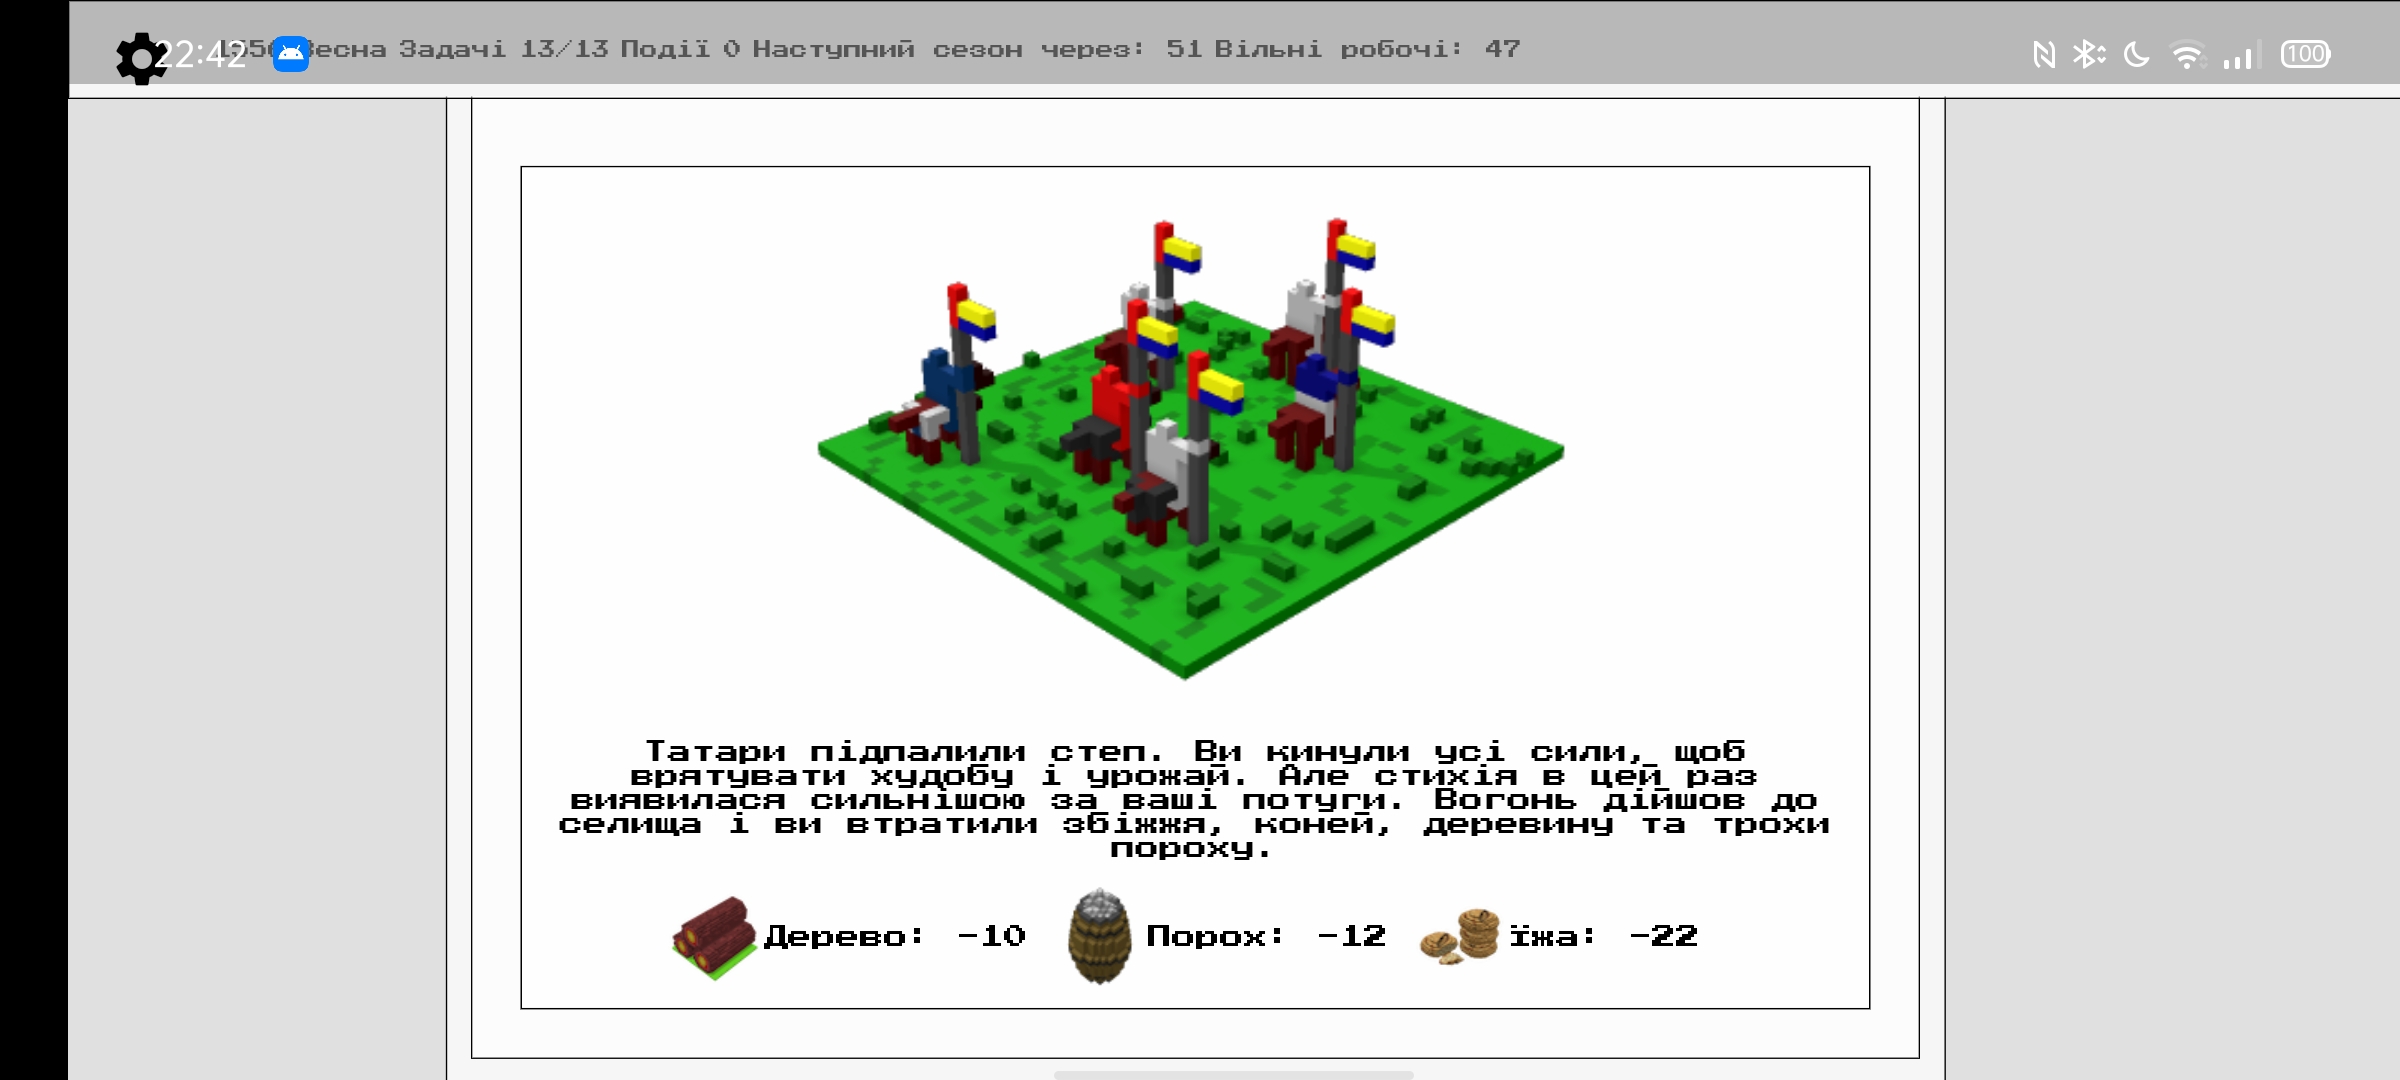 22:42
Весна Задачі 13/13 Події 0 Наступний сезон через: 51 Вільні робочі: 47
100
Татари підпалили степ. Ви кинули усі сили, щоб
врятувати худобу і урожай. Але стихія в цей раз
виявилася сильнішою за ваші потуги. Вогонь дійшов до
селища і ви втратили збіжжя, коней, деревину та трохи
пороху.
Дерево: -10 Порох: -12 їжа: -22